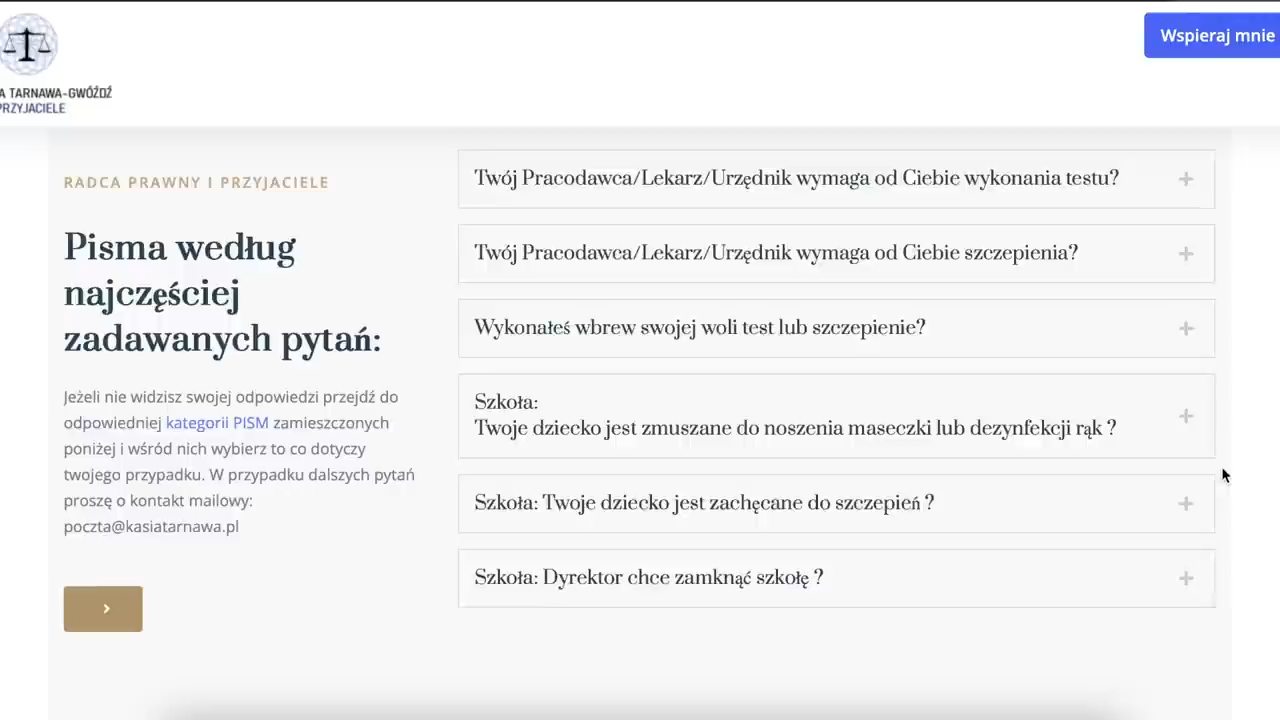 A TARNAWA-GWÓŹDŹ
PRZYJACIELE
Wspieraj mnie
RADCA PRAWNY I PRZYJACIELE
Pisma według
najczęściej
zadawanych pytań:
Jeżeli nie widzisz swojej odpowiedzi przejdź do
odpowiedniej kategorii PISM zamieszczonych
poniżej i wśród nich wybierz to co dotyczy
twojego przypadku. W przypadku dalszych pytań
proszę o kontakt mailowy:
poczta@kasiatarnawa.pl
Twój Pracodawca/Lekarz/Urzędnik wymaga od Ciebie wykonania testu?
Twój Pracodawca/Lekarz/Urzędnik wymaga od Ciebie szczepienia?
Wykonałeś wbrew swojej woli test lub szczepienie?
Szkoła:
Twoje dziecko jest zmuszane do noszenia maseczki lub dezynfekcji rąk ?
Szkoła: Twoje dziecko jest zachęcane do szczepień ?
Szkoła: Dyrektor chce zamknąć szkołę ?